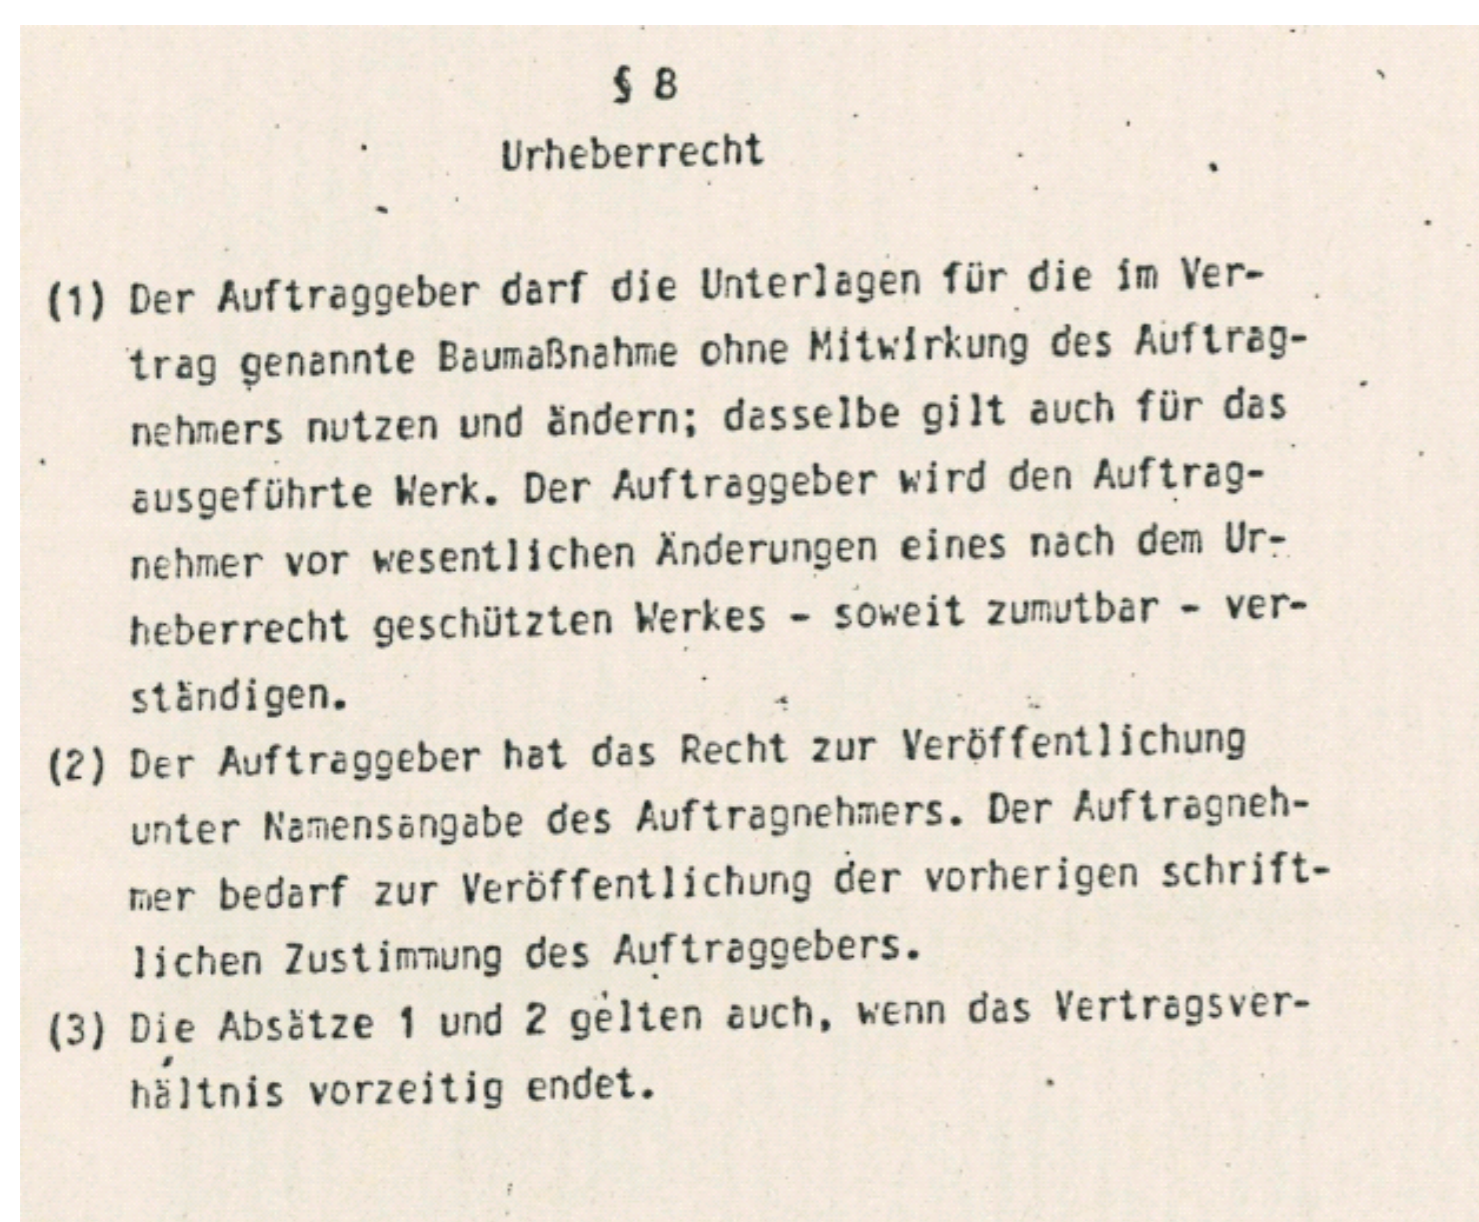 § 8
Urheberrecht
(1) Der Auftraggeber darf die Unterlagen für die im Ver-
trag genannte Baumaßnahme ohne Mitwirkung des Auftrag-
nehmers nutzen und ändern; dasselbe gilt auch für das
ausgeführte Werk. Der Auftraggeber wird den Auftrag-
nehmer vor wesentlichen Änderungen eines nach dem Ur-
heberrecht geschützten Werkes - soweit zumutbar - ver-
ständigen.
(2) Der Auftraggeber hat das Recht zur Veröffentlichung
unter Namensangabe des Auftragnehmers. Der Auftragneh-
mer bedarf zur Veröffentlichung der vorherigen schrift-
lichen Zustimmung des Auftraggebers.
(3) Die Absätze 1 und 2 gelten auch, wenn das Vertragsver-
hältnis vorzeitig endet.